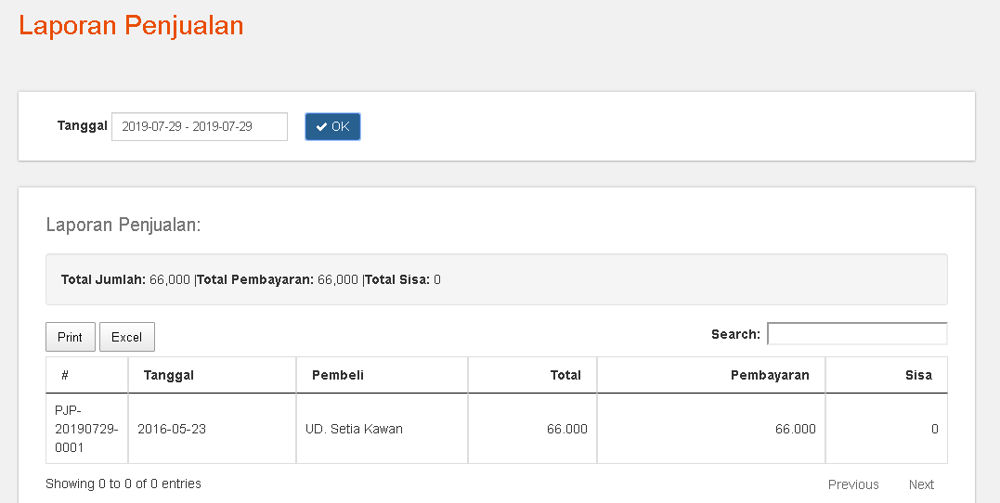 Laporan Penjualan
Tanggal 2019-07-29 - 2019-07-29 OK
Laporan Penjualan:
Total Jumlah: 66,000 |Total Pembayaran: 66,000 |Total Sisa: 0
Print Excel Search:
# Tanggal Pembeli Total Pembayaran Sisa
PJP-
20190729- 2016-05-23 UD. Setia Kawan 66.000 66.000 0
0001
Showing 0 to 0 of 0 entries Previous Next